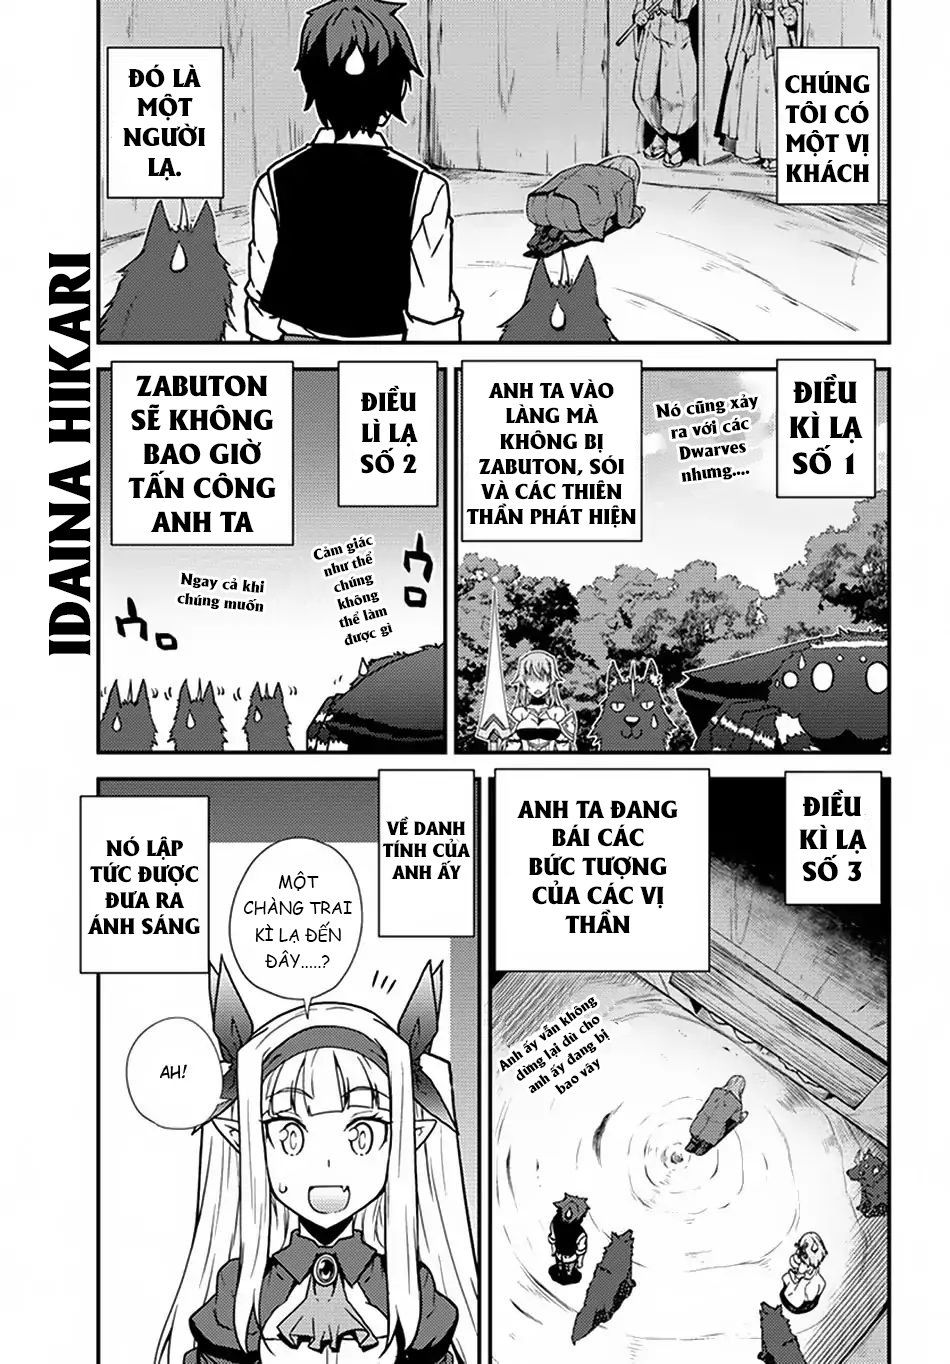 CHÚNG
TÔI CÓ
MỘT VỊ
KHÁCH
ĐÓ LÀ
MỘT
NGƯỜI
LẠ.
IDAINA HIKARI
ĐIỀU
KÌ LẠ
SỐ 1
Nó cũng xảy
ra với các
Dwarves
nhưng....
ANH TA VÀO
LÀNG MÀ
KHÔNG BỊ
ZABUTON, SÓI
VÀ CÁC THIÊN
THẦN PHÁT HIỆN
ĐIỀU
LÌ LẠ
SỐ 2
ZABUTON
SẼ KHÔNG
BAO GIỜ
TẤN CÔNG
ANH TA
Cảm giác
như thể
chúng
không
thể làm
được gì
Ngay cả khi
chúng muốn
ウロ
ウロ
ĐIỀU
KÌ LẠ
SỐ 3
ANH TA ĐANG
BÁI CÁC
BỨC TƯỢNG
CỦA CÁC VỊ
THẦN
Anh ấy vẫn không
dừng lại dù cho
anh ấy đang bị
bao vây
VỀ DANH
TÍNH CỦA
ANH ẤY
NÓ LẬP
TỨC ĐƯỢC
ĐƯA RA
ÁNH SÁNG
MỘT
CHÀNG TRAI
KÌ LẠ ĐẾN
ĐÂY.....?
AH!